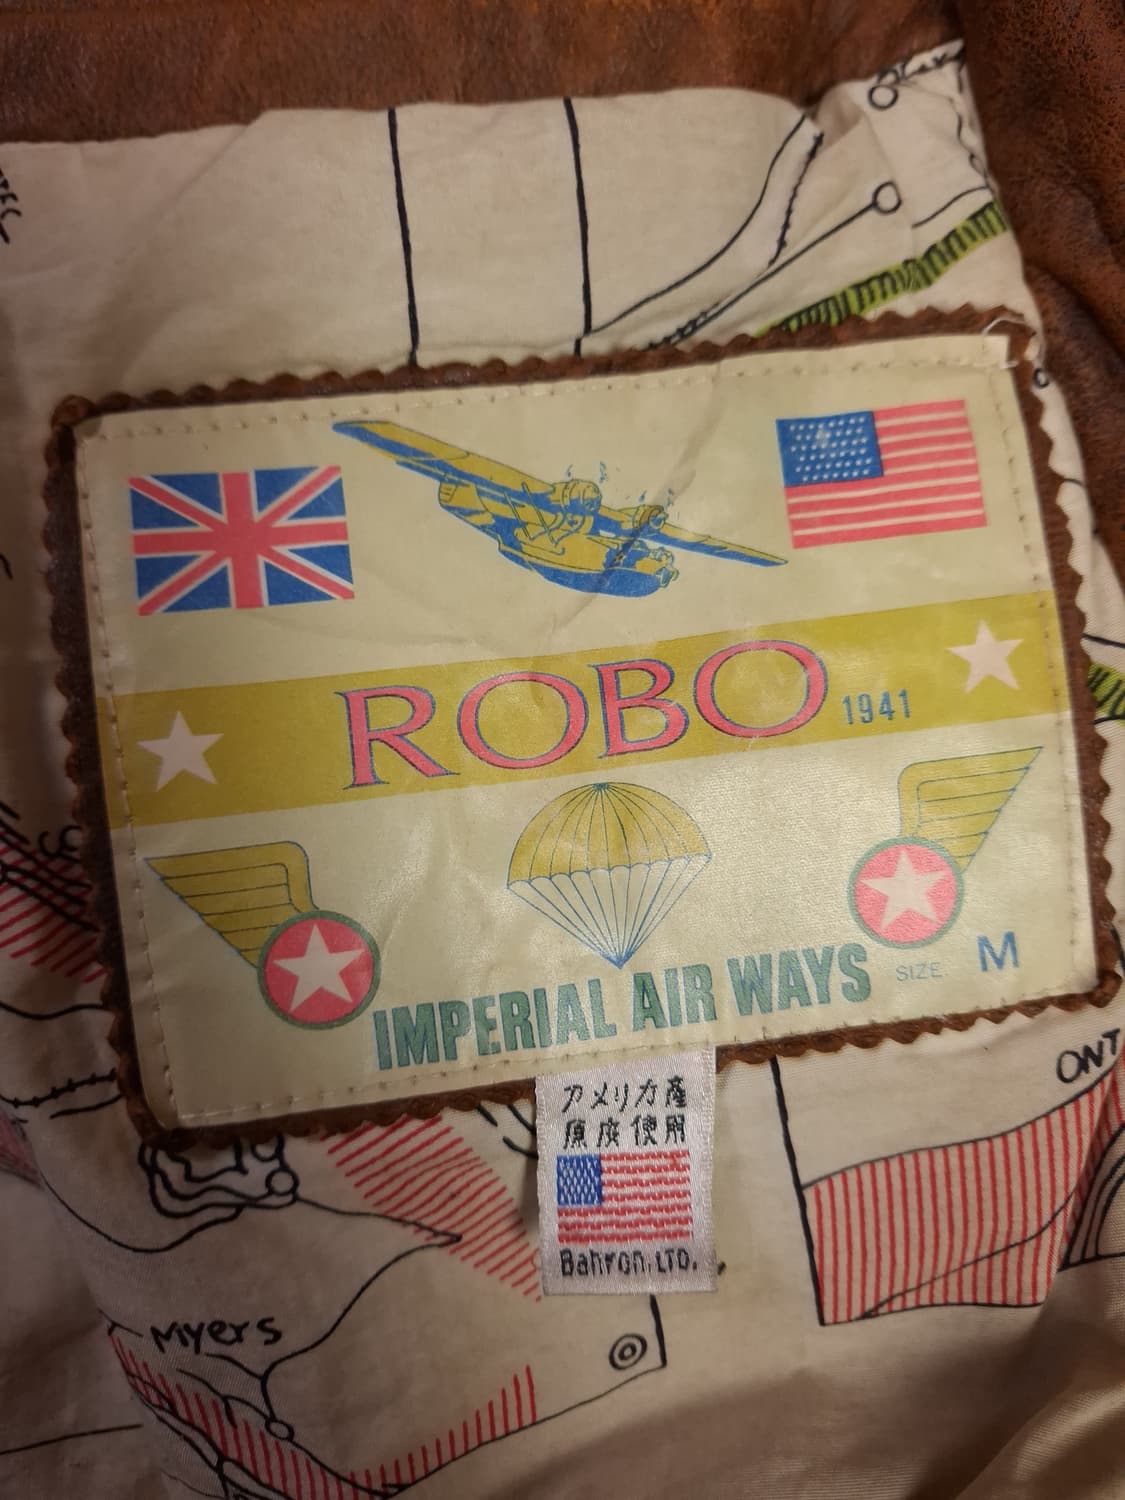 ROBO 1941
IMPERIAL AIR WAYS
SIZE M
アメリカ産
原皮使用
Bahron.LTD.
ONT
Myers